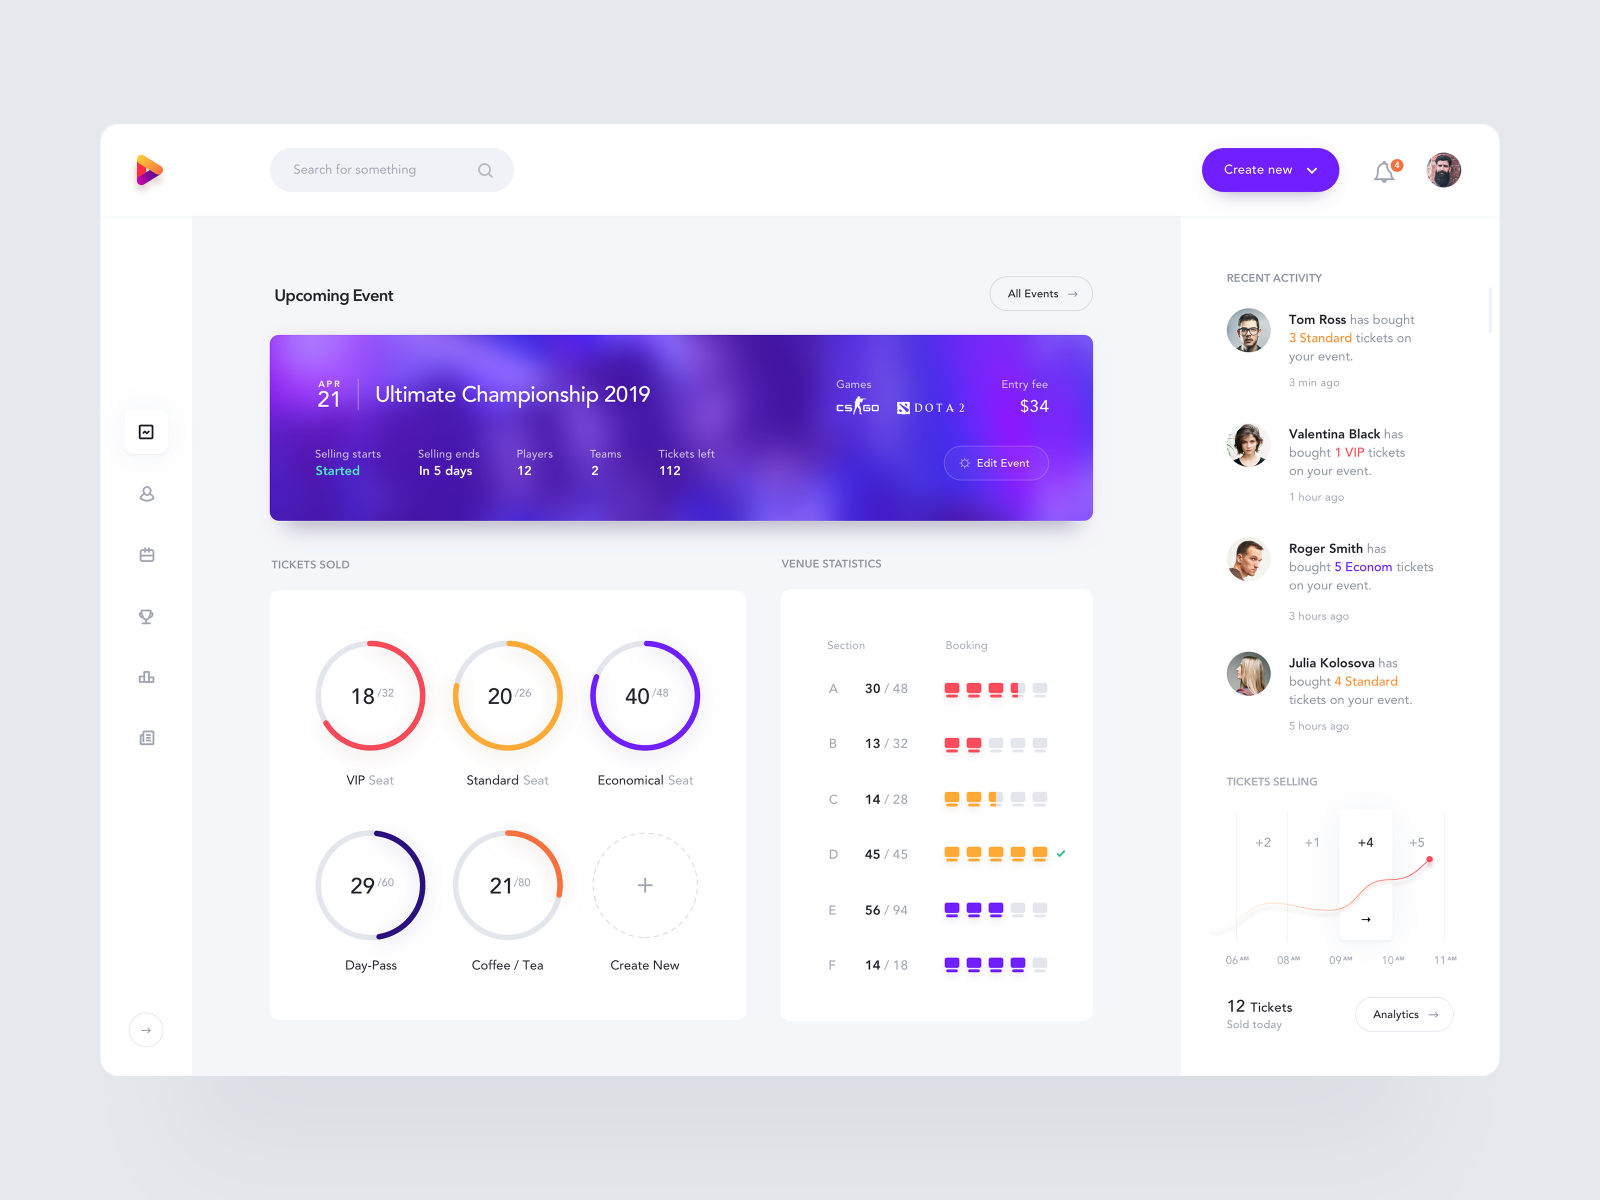 Search for something
Create new
4
Upcoming Event
All Events →
APR
21
Ultimate Championship 2019
Games
CS GO
DOTA 2
Entry fee
$34
Selling starts
Started
Selling ends
In 5 days
Players
12
Teams
2
Tickets left
112
Edit Event
TICKETS SOLD
18 /32
VIP Seat
20 /26
Standard Seat
40 /48
Economical Seat
29 /60
Day-Pass
21 /80
Coffee / Tea
+
Create New
VENUE STATISTICS
Section Booking
A 30 / 48
B 13 / 32
C 14 / 28
D 45 / 45
E 56 / 94
F 14 / 18
RECENT ACTIVITY
Tom Ross has bought
3 Standard tickets on
your event.
3 min ago
Valentina Black has
bought 1 VIP tickets
on your event.
1 hour ago
Roger Smith has
bought 5 Econom tickets
on your event.
3 hours ago
Julia Kolosova has
bought 4 Standard
tickets on your event.
5 hours ago
TICKETS SELLING
+2 +1 +4 +5
→
06 AM 08 AM 09 AM 10 AM 11 AM
12 Tickets
Sold today
Analytics →